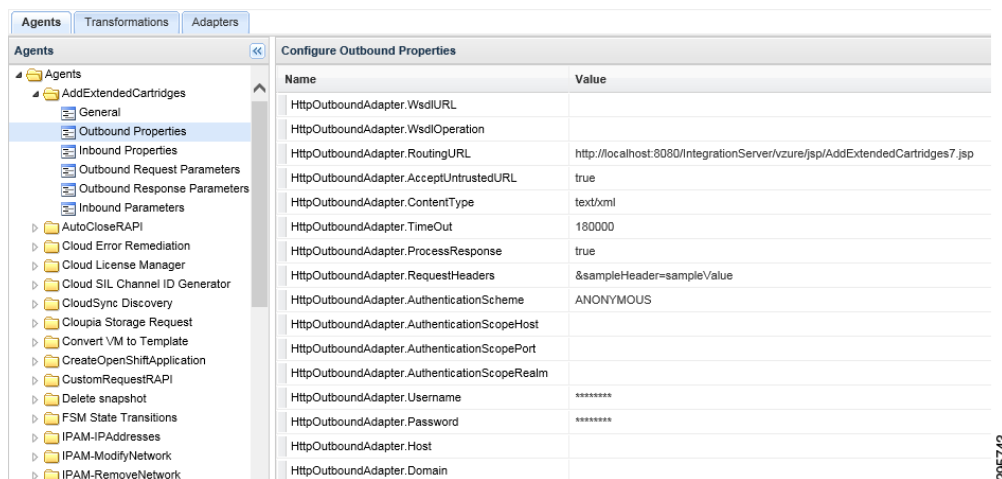 Agents
Transformations
Adapters
Agents
Agents
AddExtendedCartridges
General
Outbound Properties
Inbound Properties
Outbound Request Parameters
Outbound Response Parameters
Inbound Parameters
AutoCloseRAPI
Cloud Error Remediation
Cloud License Manager
Cloud SIL Channel ID Generator
CloudSync Discovery
Cloupia Storage Request
Convert VM to Template
CreateOpenShiftApplication
CustomRequestRAPI
Delete snapshot
FSM State Transitions
IPAM-IPAddresses
IPAM-ModifyNetwork
IPAM-RemoveNetwork
Configure Outbound Properties
Name Value
HttpOutboundAdapter.WsdlURL
HttpOutboundAdapter.WsdlOperation
HttpOutboundAdapter.RoutingURL http://localhost:8080/IntegrationServer/vzure/jsp/AddExtendedCartridges7.jsp
HttpOutboundAdapter.AcceptUntrustedURL true
HttpOutboundAdapter.ContentType text/xml
HttpOutboundAdapter.TimeOut 180000
HttpOutboundAdapter.ProcessResponse true
HttpOutboundAdapter.RequestHeaders &sampleHeader=sampleValue
HttpOutboundAdapter.AuthenticationScheme ANONYMOUS
HttpOutboundAdapter.AuthenticationScopeHost
HttpOutboundAdapter.AuthenticationScopePort
HttpOutboundAdapter.AuthenticationScopeRealm
HttpOutboundAdapter.Username ********
HttpOutboundAdapter.Password ********
HttpOutboundAdapter.Host
HttpOutboundAdapter.Domain